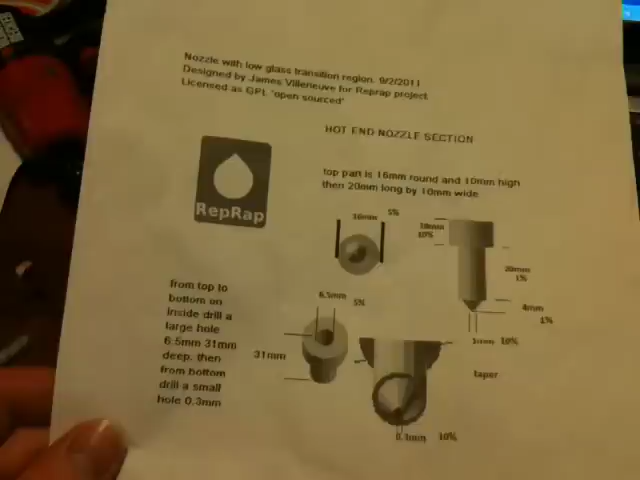 Nozzle with low glass transition region. 9/2/2011
Designed by James Villeneuve for Reprap project
Licensed as GPL "open sourced"
HOT END NOZZLE SECTION
top part is 16mm round and 10mm high
then 20mm long by 10mm wide
RepRap
16mm 5%
10mm
10%
20mm
1%
4mm
1%
1mm 10%
from top to
bottom on
inside drill a
large hole
6.5mm 31mm
deep. then
from bottom
drill a small
hole 0.3mm
6.5mm 5%
31mm
taper
0.3mm 10%